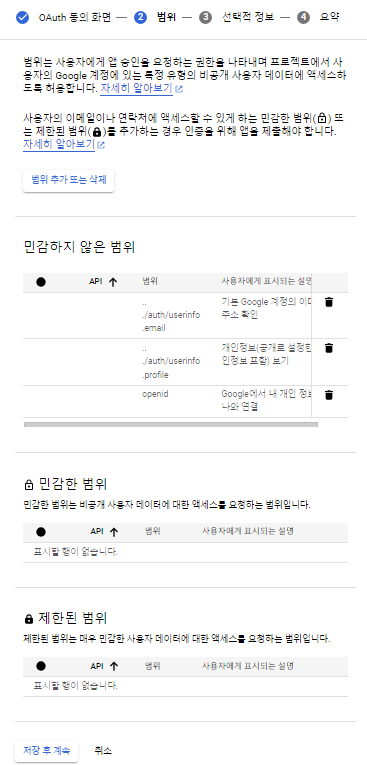 OAuth 동의 화면 — 2 범위 — 3 선택적 정보 — 4 요약
범위는 사용자에게 앱 승인을 요청하는 권한을 나타내며 프로젝트에서 사
용자의 Google 계정에 있는 특정 유형의 비공개 사용자 데이터에 액세스하
도록 허용합니다. 자세히 알아보기
사용자의 이메일이나 연락처에 액세스할 수 있게 하는 민감한 범위() 또
는 제한된 범위()를 추가하는 경우 인증을 위해 앱을 제출해야 합니다.
자세히 알아보기
범위 추가 또는 삭제
민감하지 않은 범위
API ↑ 범위 사용자에게 표시되는 설명
.. 기본 Google 계정의 이메
./auth/userinfo 주소 확인
.email
.. 개인정보(공개로 설정한
./auth/userinfo 인정보 포함) 보기
.profile
openid Google에서 내 개인 정보
나와 연결
민감한 범위
민감한 범위는 비공개 사용자 데이터에 대한 액세스를 요청하는 범위입니다.
API ↑ 범위 사용자에게 표시되는 설명
표시할 행이 없습니다.
제한된 범위
제한된 범위는 매우 민감한 사용자 데이터에 대한 액세스를 요청하는 범위입니다.
API ↑ 범위 사용자에게 표시되는 설명
표시할 행이 없습니다.
저장 후 계속 취소